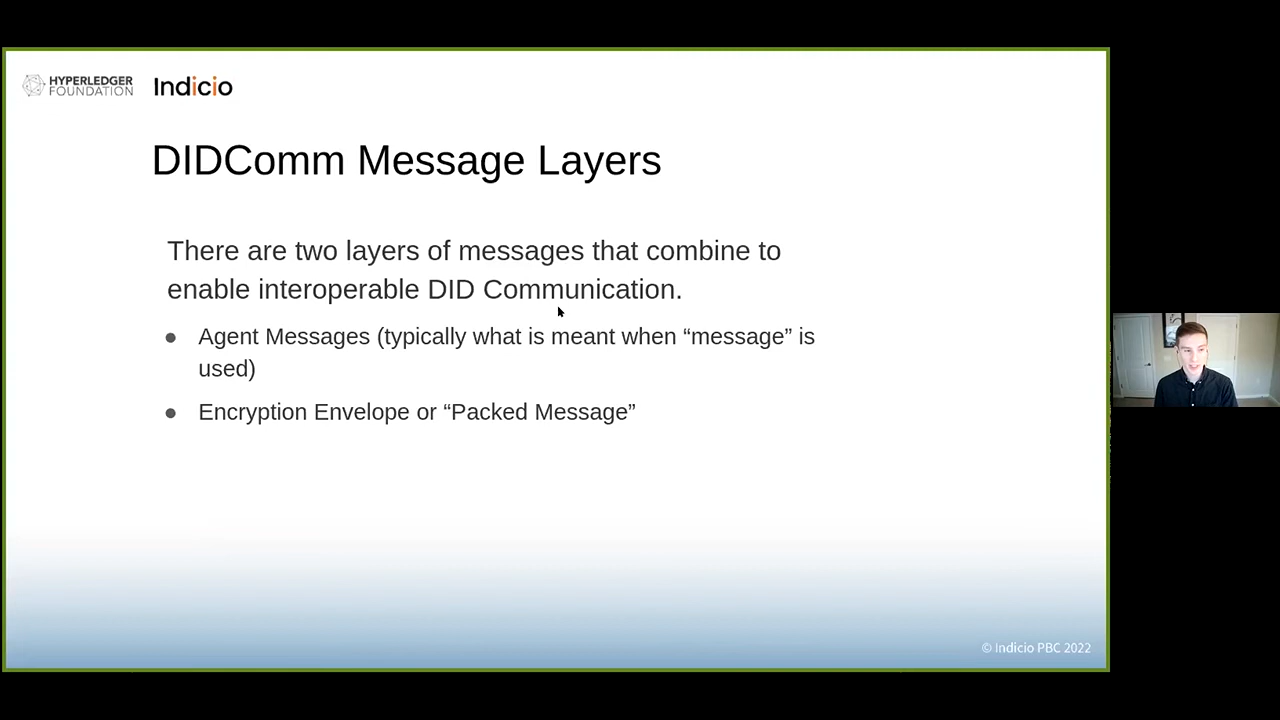 HYPERLEDGER
FOUNDATION
Indicio
DIDComm Message Layers
There are two layers of messages that combine to
enable interoperable DID Communication.
● Agent Messages (typically what is meant when “message” is
used)
● Encryption Envelope or “Packed Message”
© Indicio PBC 2022